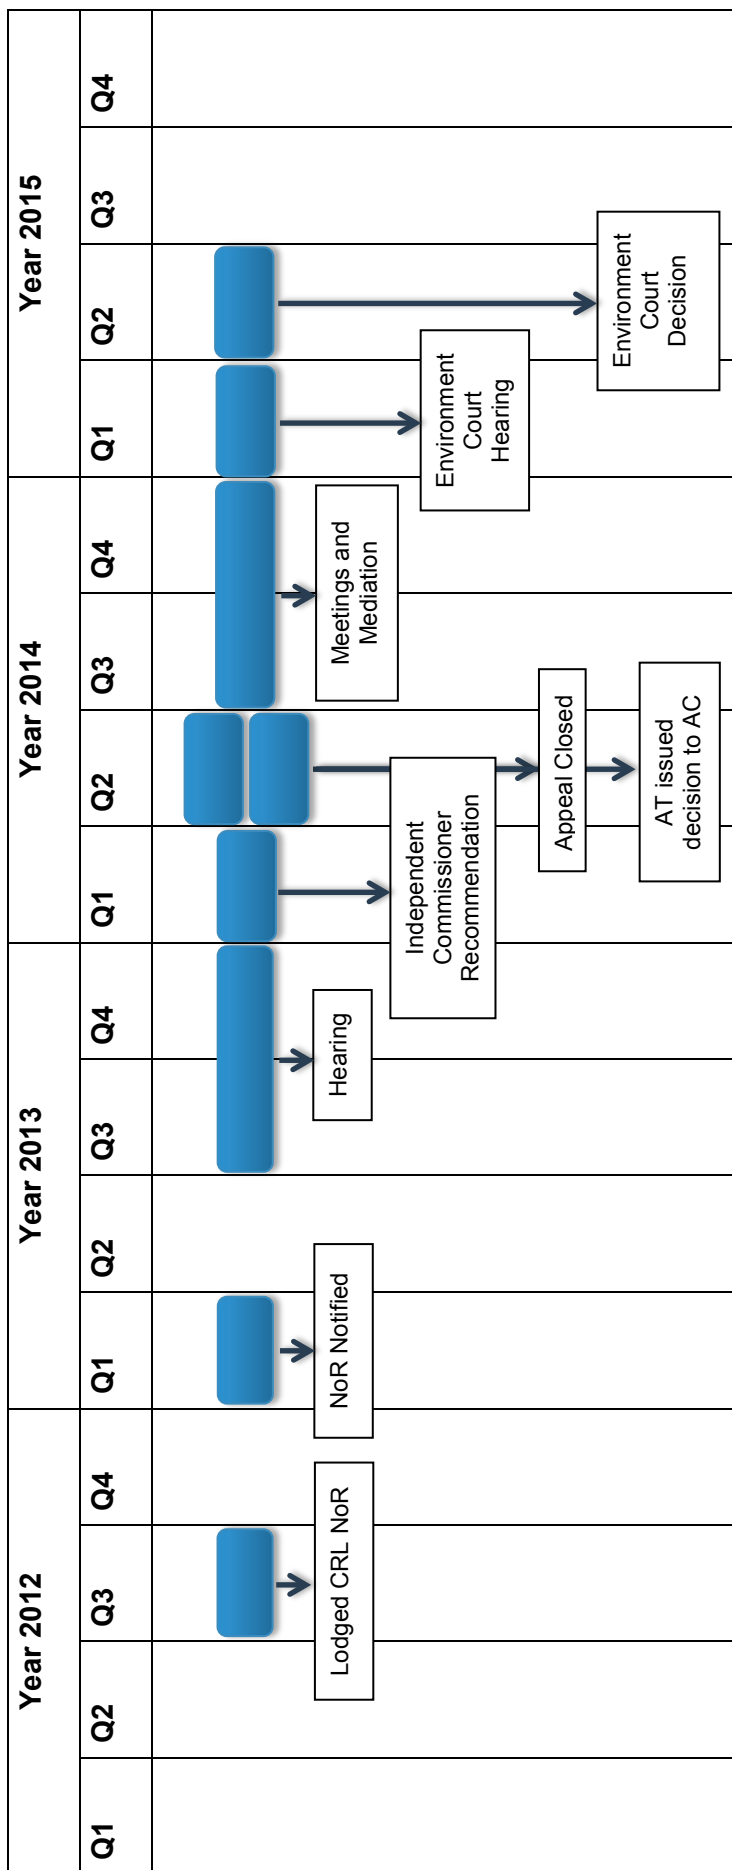 Year 2012
Year 2013
Year 2014
Year 2015
Q1
Q2
Q3
Q4
Q1
Q2
Q3
Q4
Q1
Q2
Q3
Q4
Q1
Q2
Q3
Q4
Lodged CRL NoR
NoR Notified
Hearing
Independent
Commissioner
Recommendation
Appeal Closed
AT issued
decision to AC
Meetings and
Mediation
Environment
Court
Hearing
Environment
Court
Decision